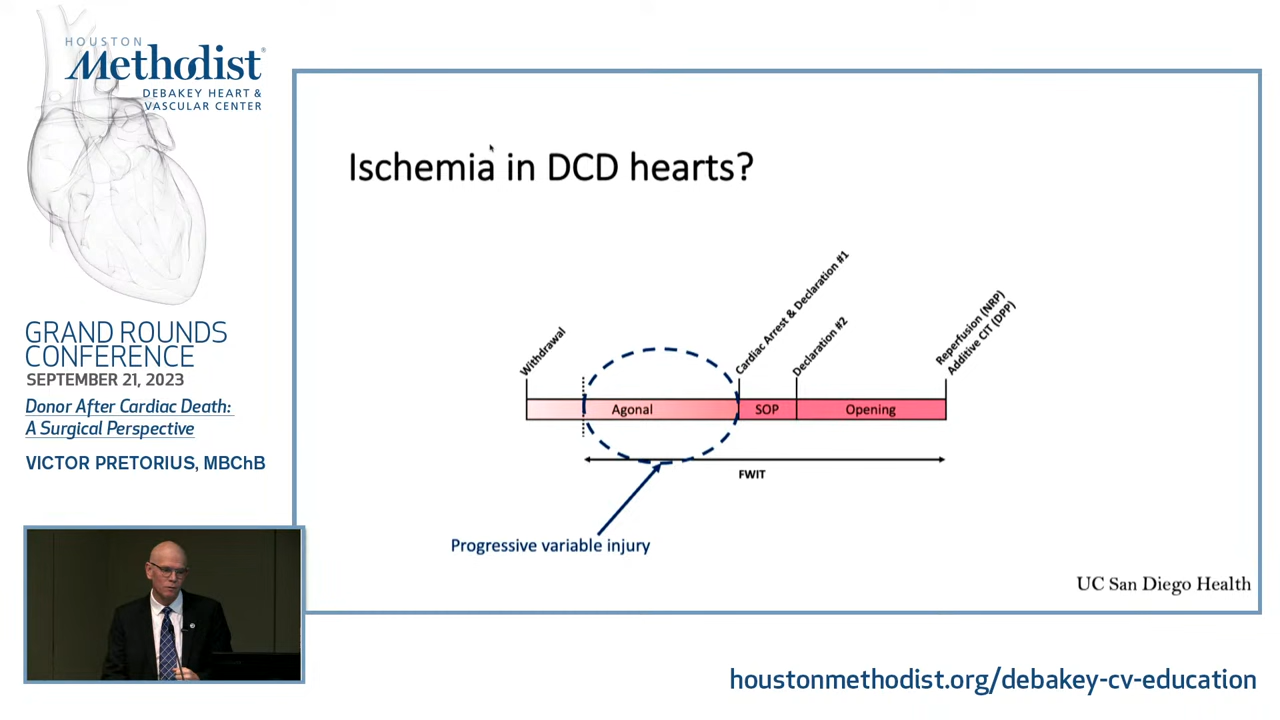 HOUSTON
Methodist®
DEBAKEY HEART &
VASCULAR CENTER
GRAND ROUNDS
CONFERENCE
SEPTEMBER 21, 2023
Donor After Cardiac Death:
A Surgical Perspective
VICTOR PRETORIUS, MBChB
Ischemia in DCD hearts?
Withdrawal
Cardiac Arrest & Declaration #1
Declaration #2
Reperfusion (NRP)
Additive CIT (DPP)
Agonal
SOP
Opening
FWIT
Progressive variable injury
UC San Diego Health
houstonmethodist.org/debakey-cv-education